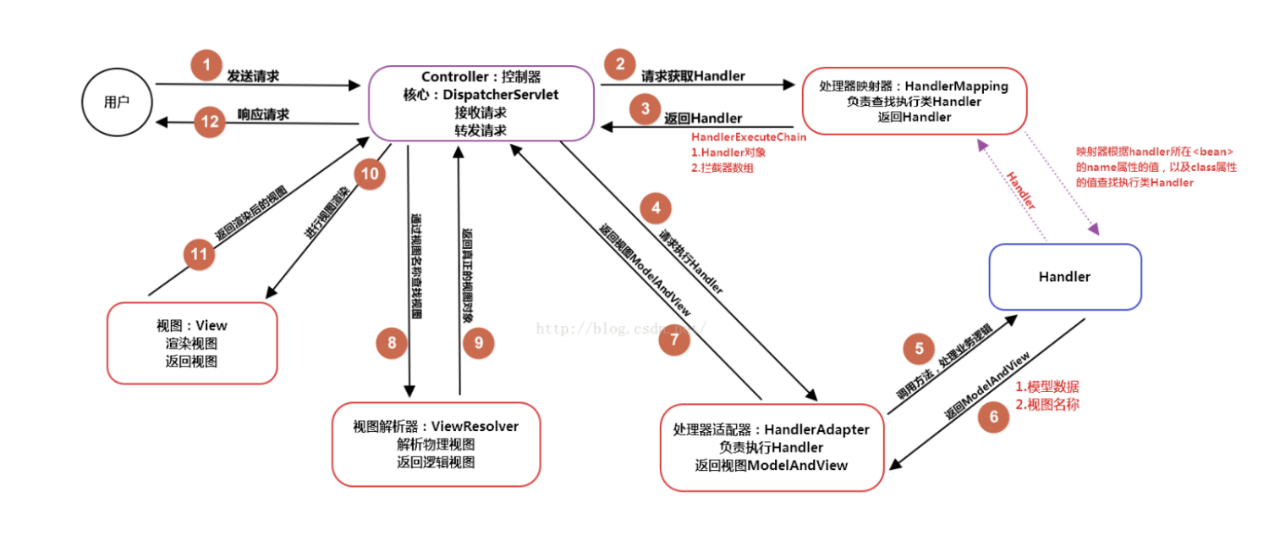 1
发送请求
用户
12
响应请求
Controller：控制器
核心：DispatcherServlet
接收请求
转发请求
2
请求获取Handler
3
返回Handler
HandlerExecuteChain
1.Handler对象
2.拦截器数组
处理器映射器：HandlerMapping
负责查找执行类Handler
返回Handler
映射器根据handler所在<bean>
的name属性的值，以及class属性
的值查找执行类Handler
Handler
Handler
10
进行视图渲染
11
返回渲染后的视图
视图：View
渲染视图
返回视图
8
通过视图名称查找视图
9
返回真正的视图对象
视图解析器：ViewResolver
解析物理视图
返回逻辑视图
4
请求执行Handler
7
返回视图ModelAndView
处理器适配器：HandlerAdapter
负责执行Handler
返回视图ModelAndView
5
调用方法，处理业务逻辑
6
返回ModelAndView
1.模型数据
2.视图名称